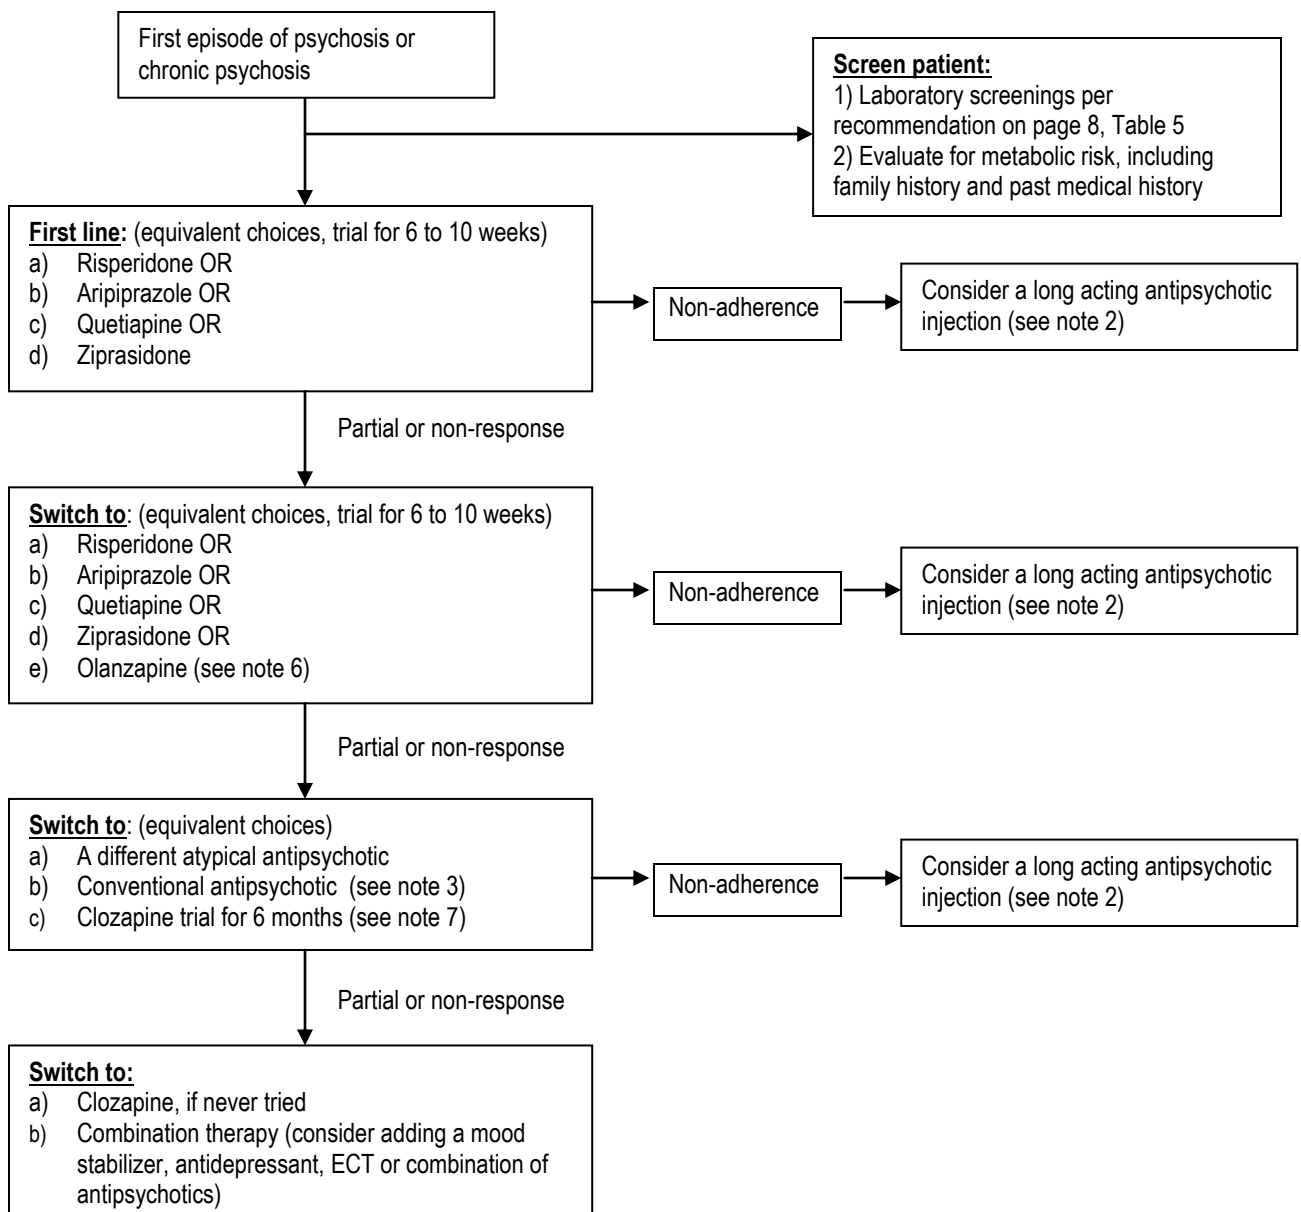 First episode of psychosis or
chronic psychosis
Screen patient:
1) Laboratory screenings per
recommendation on page 8, Table 5
2) Evaluate for metabolic risk, including
family history and past medical history
First line: (equivalent choices, trial for 6 to 10 weeks)
a) Risperidone OR
b) Aripiprazole OR
c) Quetiapine OR
d) Ziprasidone
Non-adherence
Consider a long acting antipsychotic
injection (see note 2)
Partial or non-response
Switch to: (equivalent choices, trial for 6 to 10 weeks)
a) Risperidone OR
b) Aripiprazole OR
c) Quetiapine OR
d) Ziprasidone OR
e) Olanzapine (see note 6)
Non-adherence
Consider a long acting antipsychotic
injection (see note 2)
Partial or non-response
Switch to: (equivalent choices)
a) A different atypical antipsychotic
b) Conventional antipsychotic (see note 3)
c) Clozapine trial for 6 months (see note 7)
Non-adherence
Consider a long acting antipsychotic
injection (see note 2)
Partial or non-response
Switch to:
a) Clozapine, if never tried
b) Combination therapy (consider adding a mood
stabilizer, antidepressant, ECT or combination of
antipsychotics)